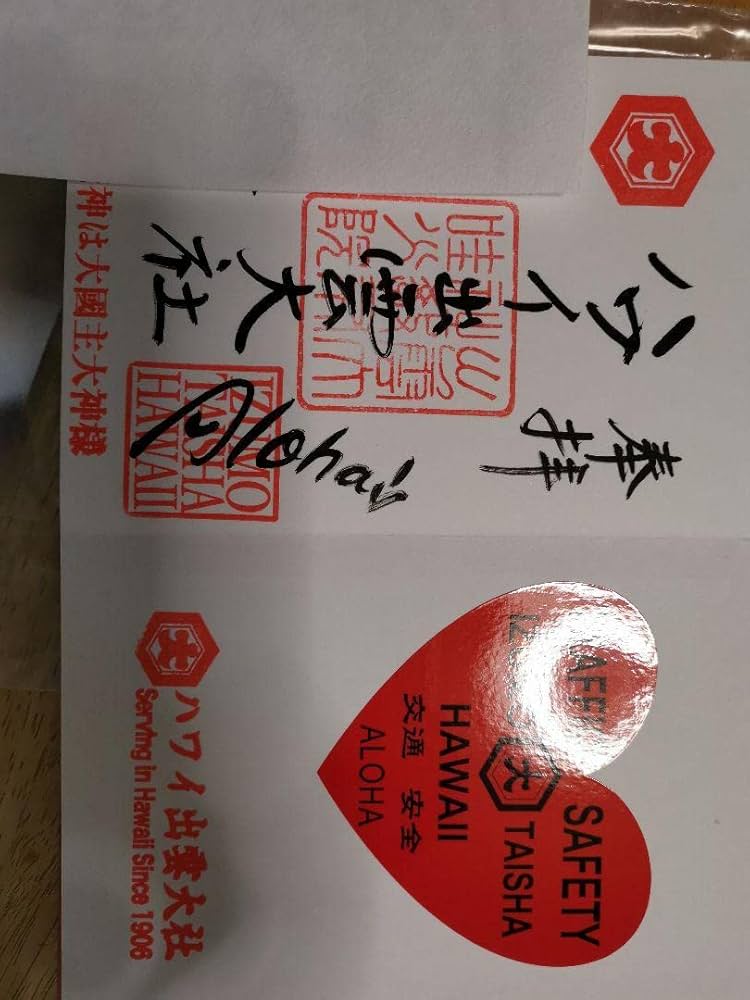 奉拝
ハワイ出雲大社
IZUMO
TAISHA
HAWAII
神は大國主大神様
SAFETY
大
TAISHA
HAWAII
交通 安全
ALOHA
ハワイ出雲大社
Serving in Hawaii Since 1906